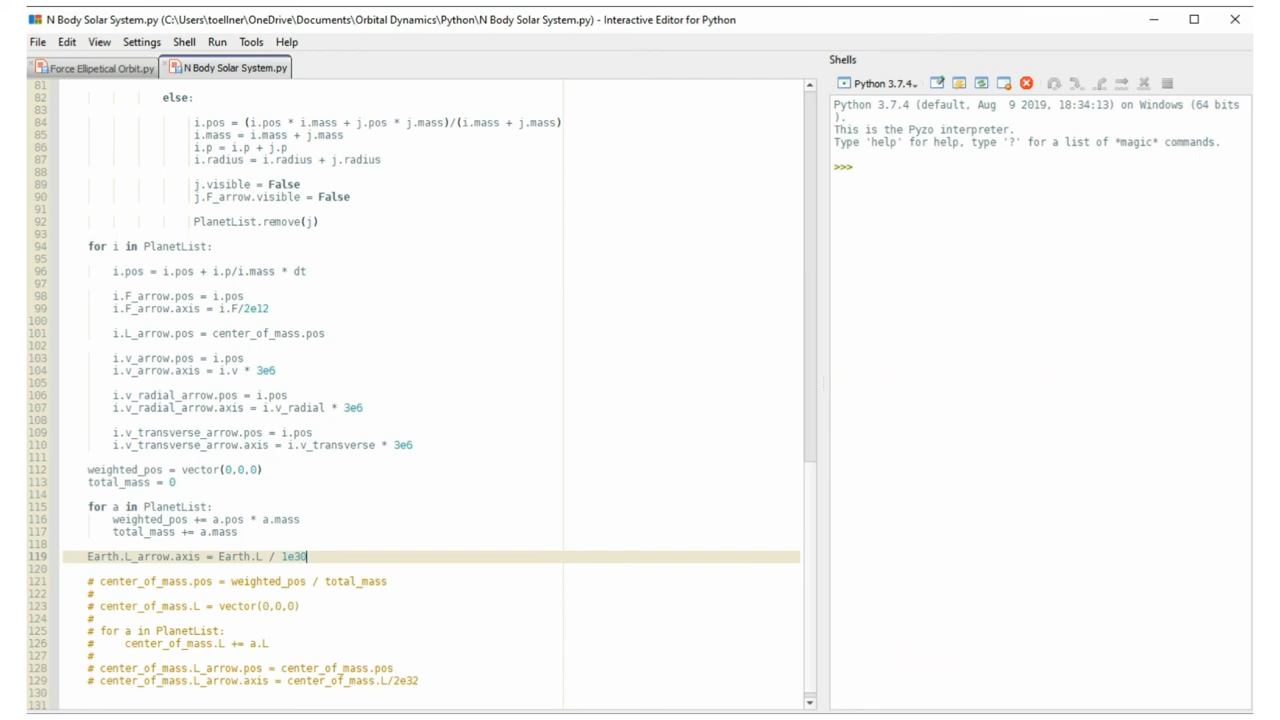 N Body Solar System.py (C:\Users\toellner\OneDrive\Documents\Orbital Dynamics\Python\N Body Solar System.py) - Interactive Editor for Python
File Edit View Settings Shell Run Tools Help
Force Ellipetical Orbit.py N Body Solar System.py
81
82 else:
83
84 i.pos = (i.pos * i.mass + j.pos * j.mass)/(i.mass + j.mass)
85 i.mass = i.mass + j.mass
86 i.p = i.p + j.p
87 i.radius = i.radius + j.radius
88
89 j.visible = False
90 j.F_arrow.visible = False
91
92 PlanetList.remove(j)
93
94 for i in PlanetList:
95
96 i.pos = i.pos + i.p/i.mass * dt
97
98 i.F_arrow.pos = i.pos
99 i.F_arrow.axis = i.F/2e12
100
101 i.L_arrow.pos = center_of_mass.pos
102
103 i.v_arrow.pos = i.pos
104 i.v_arrow.axis = i.v * 3e6
105
106 i.v_radial_arrow.pos = i.pos
107 i.v_radial_arrow.axis = i.v_radial * 3e6
108
109 i.v_transverse_arrow.pos = i.pos
110 i.v_transverse_arrow.axis = i.v_transverse * 3e6
111
112 weighted_pos = vector(0,0,0)
113 total_mass = 0
114
115 for a in PlanetList:
116 weighted_pos += a.pos * a.mass
117 total_mass += a.mass
118
119 Earth.L_arrow.axis = Earth.L / 1e30
120
121 # center_of_mass.pos = weighted_pos / total_mass
122 #
123 # center_of_mass.L = vector(0,0,0)
124 #
125 # for a in PlanetList:
126 # center_of_mass.L += a.L
127 #
128 # center_of_mass.L_arrow.pos = center_of_mass.pos
129 # center_of_mass.L_arrow.axis = center_of_mass.L/2e32
130
131
Shells
Python 3.7.4
Python 3.7.4 (default, Aug 9 2019, 18:34:13) on Windows (64 bits
).
This is the Pyzo interpreter.
Type 'help' for help, type '?' for a list of *magic* commands.
>>>